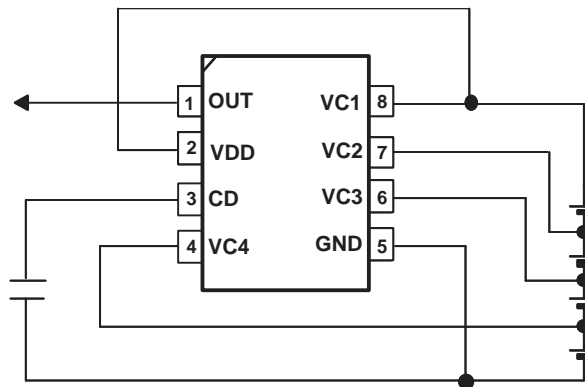 1 OUT VC1 8
2 VDD VC2 7
3 CD VC3 6
4 VC4 GND 5